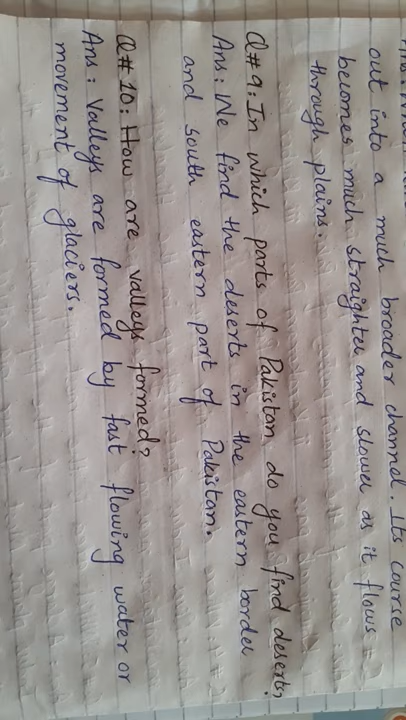 out into a much broader channel. Its course
becomes much straighter and slower as it flows
through plains.
Q# 9: In which parts of Pakistan do you find deserts?
Ans: We find the deserts in the eastern border
and south eastern part of Pakistan.
Q# 10: How are valleys formed?
Ans: Valleys are formed by fast flowing water or
movement of glaciers.